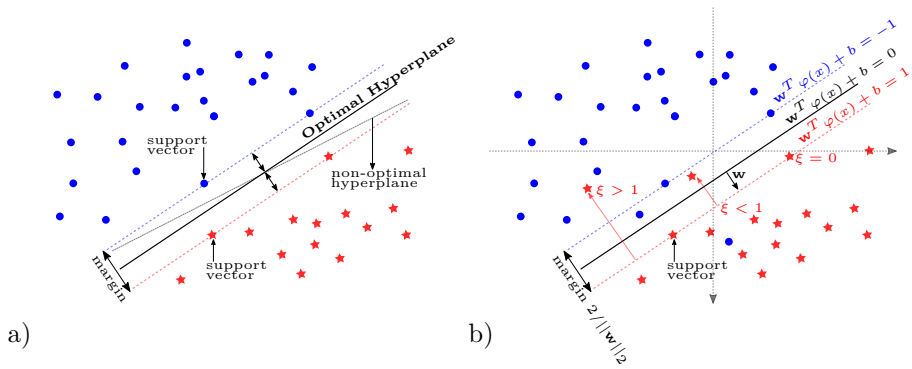 a)
Optimal Hyperplane
support
vector
non-optimal
hyperplane
support
vector
margin
b)
w^T φ(x) + b = −1
w^T φ(x) + b = 0
w^T φ(x) + b = 1
ξ = 0
w
ξ > 1
ξ < 1
support
vector
margin 2/||w||_2